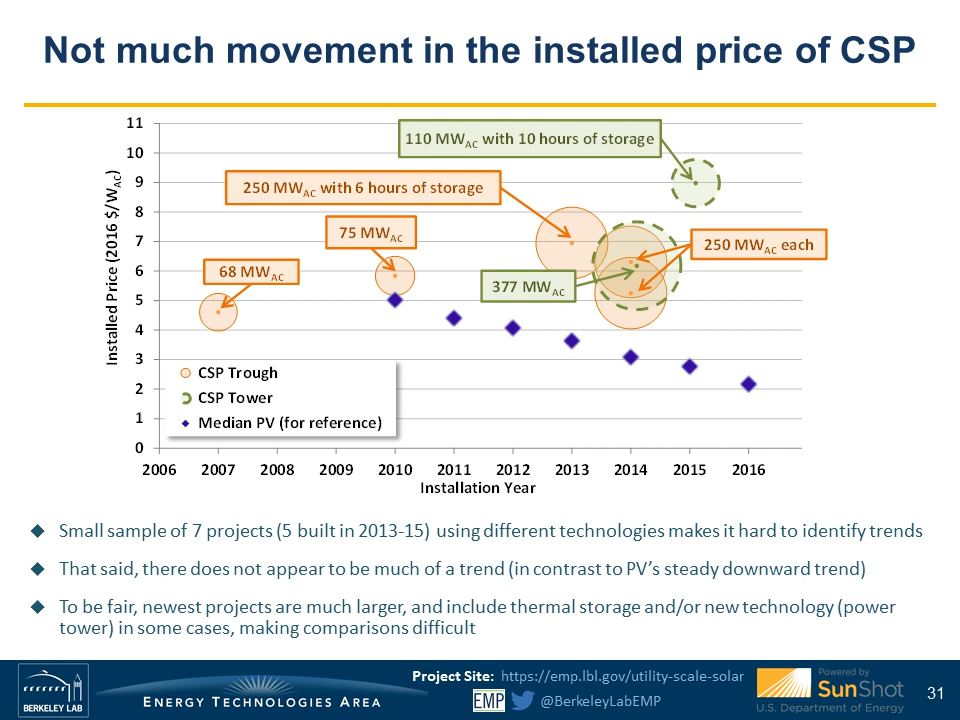 Not much movement in the installed price of CSP
11
10
9
8
7
6
5
4
3
2
1
0
Installed Price (2016 $/WAC)
110 MWAC with 10 hours of storage
250 MWAC with 6 hours of storage
75 MWAC
250 MWAC each
68 MWAC
377 MWAC
CSP Trough
CSP Tower
Median PV (for reference)
2006 2007 2008 2009 2010 2011 2012 2013 2014 2015 2016
Installation Year
Small sample of 7 projects (5 built in 2013-15) using different technologies makes it hard to identify trends
That said, there does not appear to be much of a trend (in contrast to PV’s steady downward trend)
To be fair, newest projects are much larger, and include thermal storage and/or new technology (power
tower) in some cases, making comparisons difficult
BERKELEY LAB
ENERGY TECHNOLOGIES AREA
Project Site: https://emp.lbl.gov/utility-scale-solar
EMP @BerkeleyLabEMP
Powered by
SunShot
U.S. Department of Energy
31